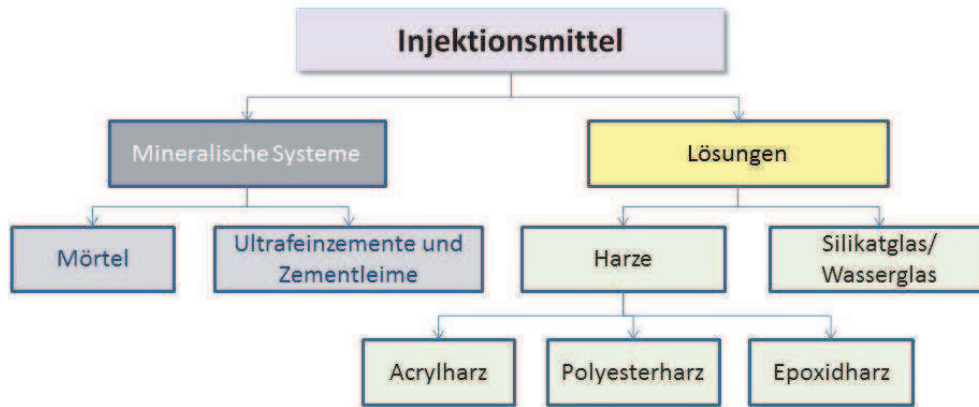 Injektionsmittel
Mineralische Systeme
Lösungen
Mörtel
Ultrafeinzemente und
Zementleime
Harze
Silikatglas/
Wasserglas
Acrylharz
Polyesterharz
Epoxidharz